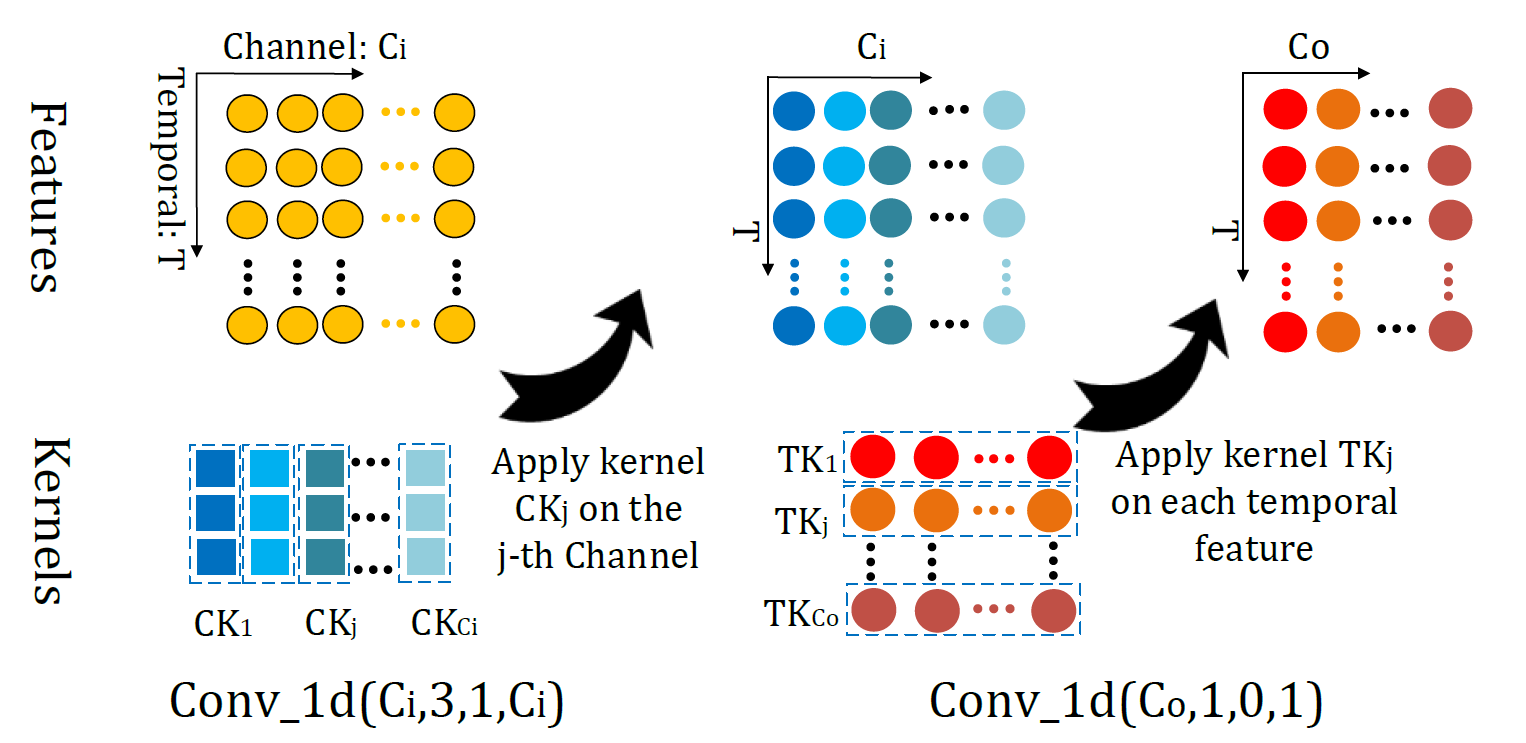 Features
Channel: Ci
Temporal: T
Ci
T
Co
T
Kernels
CK1
CKj
CKCi
Apply kernel
CKj on the
j-th Channel
TK1
TKj
TKCo
Apply kernel TKj
on each temporal
feature
Conv_1d(Ci,3,1,Ci)
Conv_1d(Co,1,0,1)